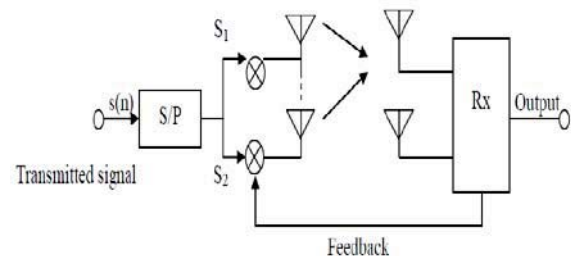 S1
s(n)
S/P
Rx
Output
S2
Transmitted signal
Feedback